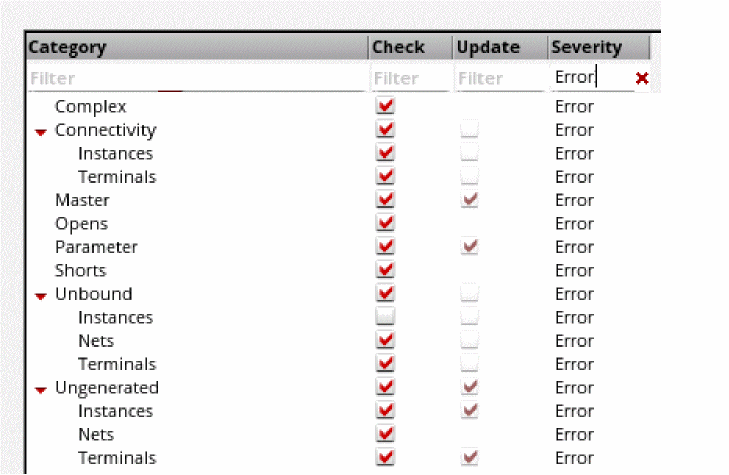 Category Check Update Severity
Filter Filter Filter Error
Complex Error
Connectivity Error
Instances Error
Terminals Error
Master Error
Opens Error
Parameter Error
Shorts Error
Unbound Error
Instances Error
Nets Error
Terminals Error
Ungenerated Error
Instances Error
Nets Error
Terminals Error